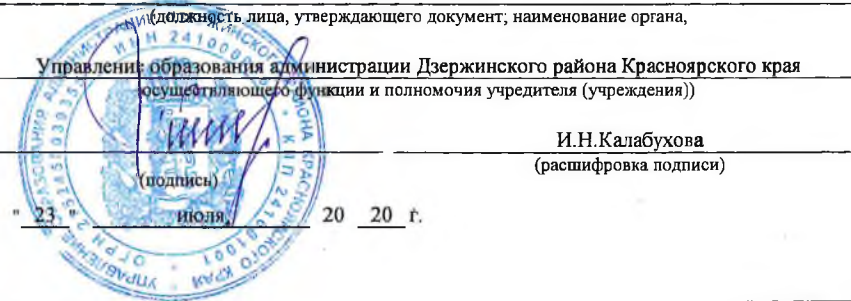 (должность лица, утверждающего документ; наименование органа,
Управление образования администрации Дзержинского района Красноярского края
осуществляющего функции и полномочия учредителя (учреждения))
И.Н.Калабухова
(подпись)
(расшифровка подписи)
" 23 " июля 20 20 г.